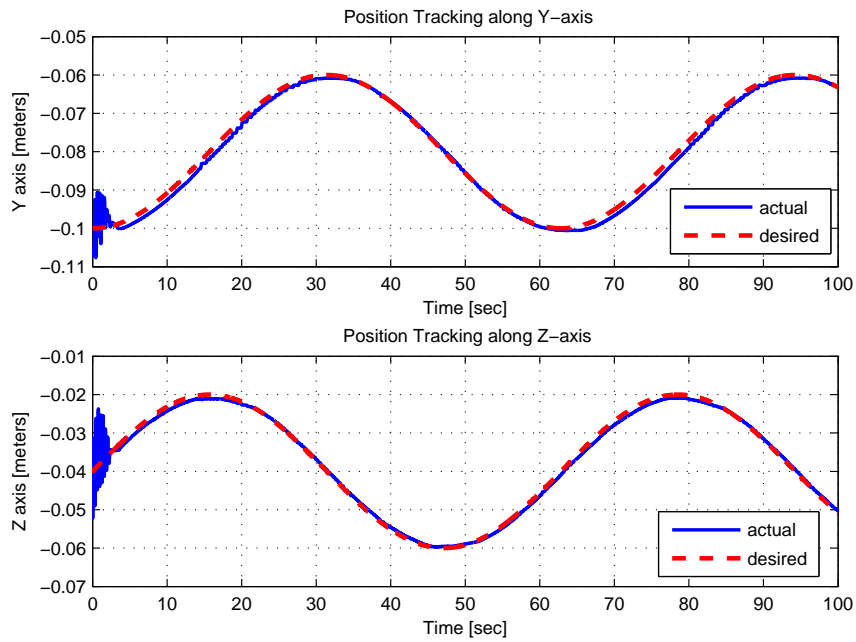 Position Tracking along Y−axis
−0.05
−0.06
−0.07
−0.08
−0.09
−0.1
−0.11
Y axis [meters]
actual
desired
0 10 20 30 40 50 60 70 80 90 100
Time [sec]
Position Tracking along Z−axis
−0.01
−0.02
−0.03
−0.04
−0.05
−0.06
−0.07
Z axis [meters]
actual
desired
0 10 20 30 40 50 60 70 80 90 100
Time [sec]